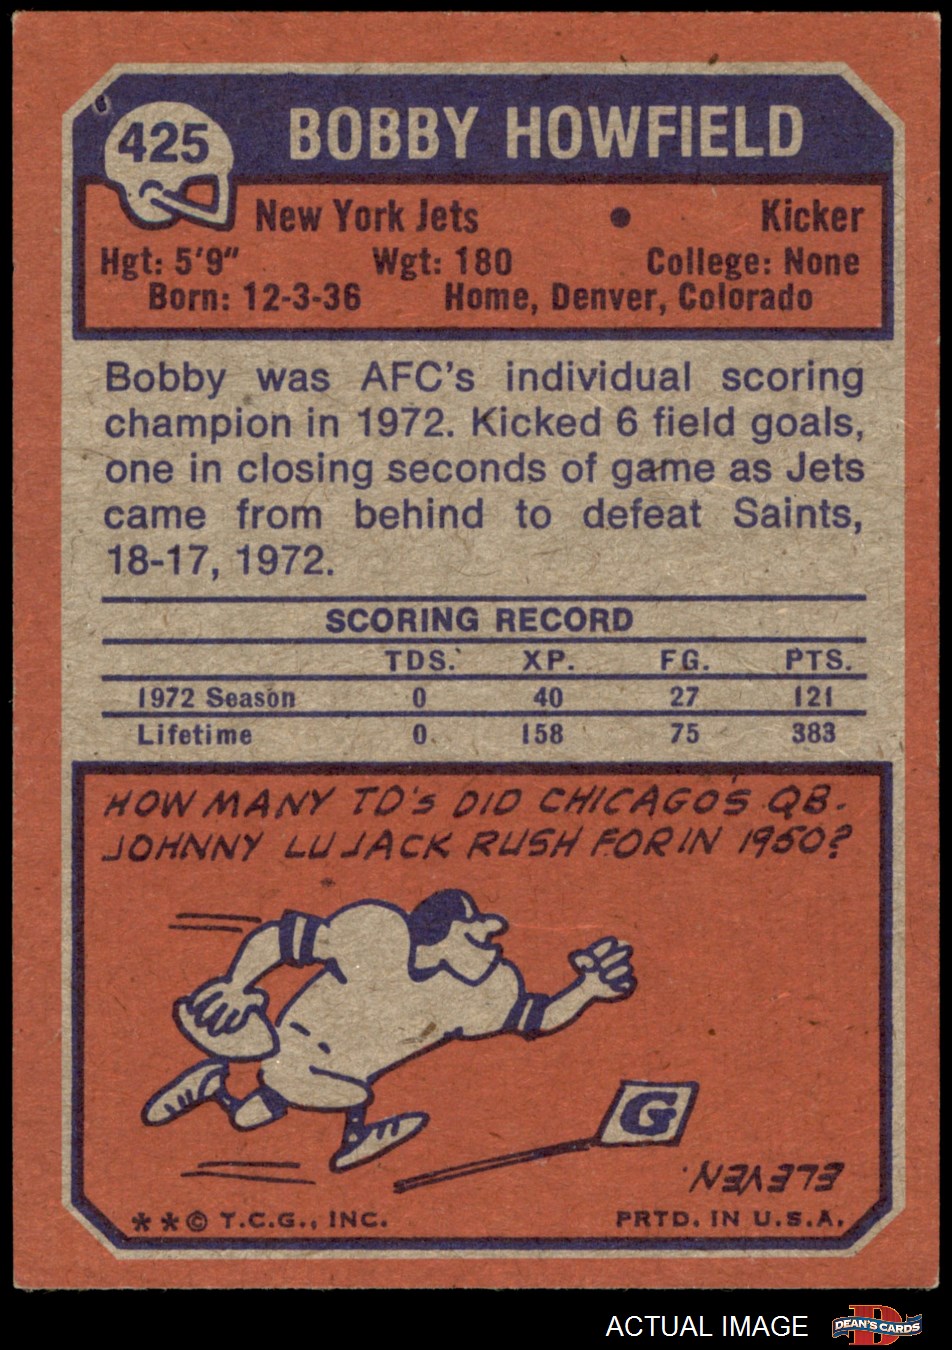 425
BOBBY HOWFIELD
New York Jets • Kicker
Hgt: 5'9" Wgt: 180 College: None
Born: 12-3-36 Home, Denver, Colorado
Bobby was AFC's individual scoring
champion in 1972. Kicked 6 field goals,
one in closing seconds of game as Jets
came from behind to defeat Saints,
18-17, 1972.
SCORING RECORD
TDS. XP. FG. PTS.
1972 Season 0 40 27 121
Lifetime 0 158 75 383
HOW MANY TD'S DID CHICAGO'S QB.
JOHNNY LUJACK RUSH FOR IN 1950?
G
ELEVEN.
**© T.C.G., INC. PRTD. IN U.S.A.
ACTUAL IMAGE
D
DEAN'S CARDS